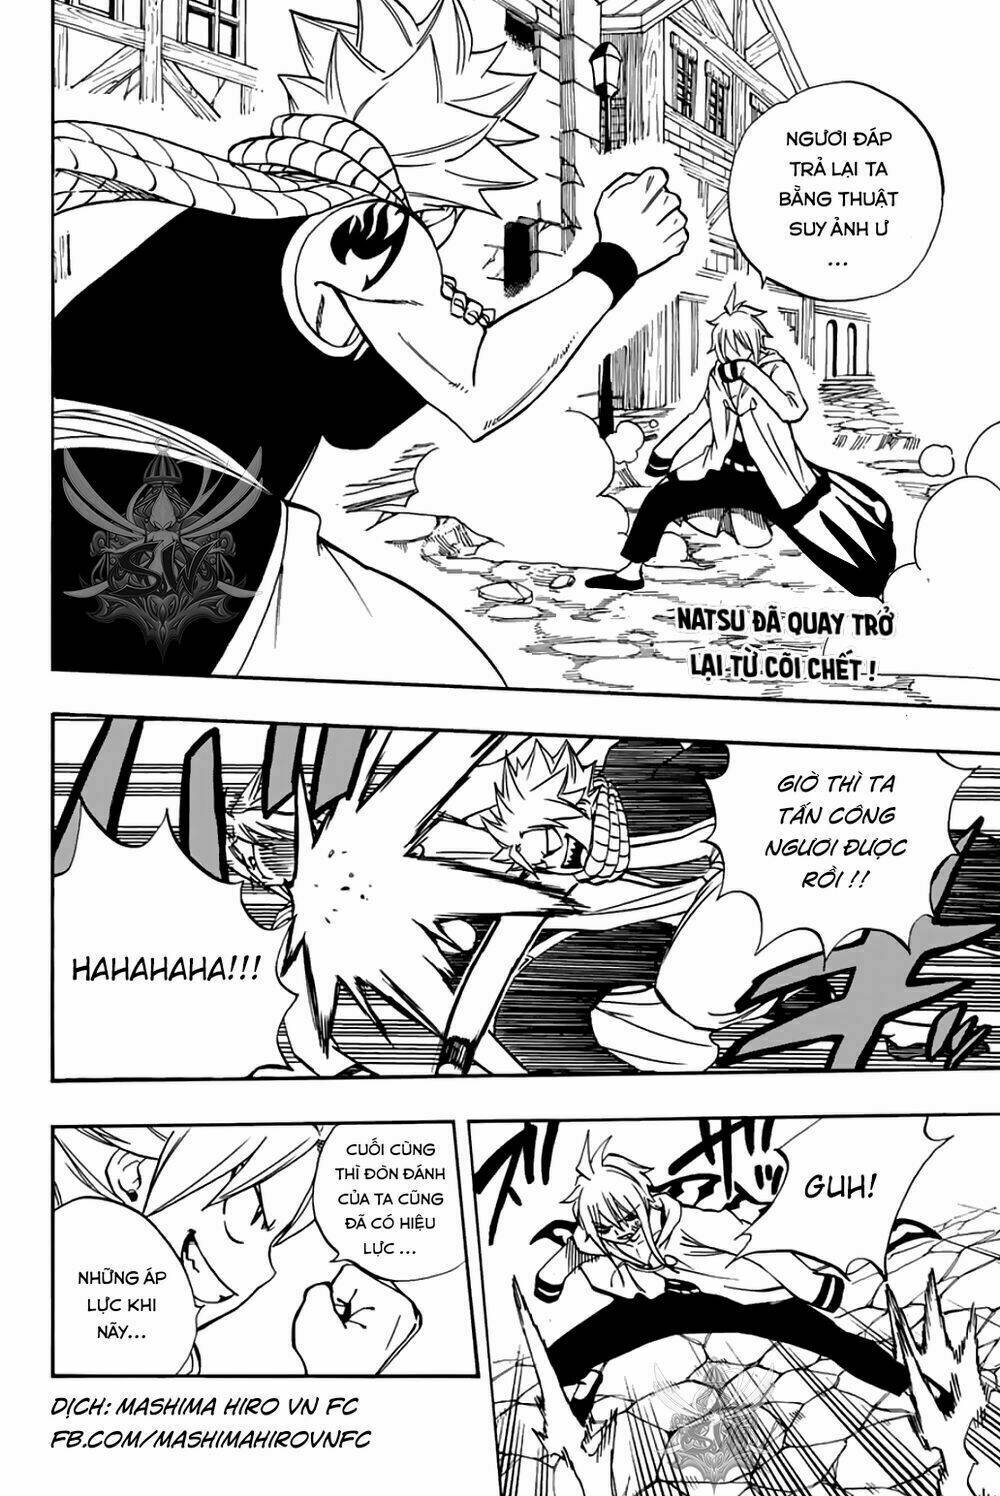 NGƯƠI ĐÁP
TRẢ LẠI TA
BẰNG THUẬT
SUY ẢNH Ư
...
NATSU ĐÃ QUAY TRỞ
LẠI TỪ CÕI CHẾT !
GIỜ THÌ TA
TẤN CÔNG
NGƯƠI ĐƯỢC
RỒI !!
HAHAHAHA!!!
CUỐI CÙNG
THÌ ĐÒN ĐÁNH
CỦA TA CŨNG
ĐÃ CÓ HIỆU
LỰC ...
NHỮNG ÁP
LỰC KHI
NÃY...
GUH!
DỊCH: MASHIMA HIRO VN FC
FB.COM/MASHIMAHIROVNFC